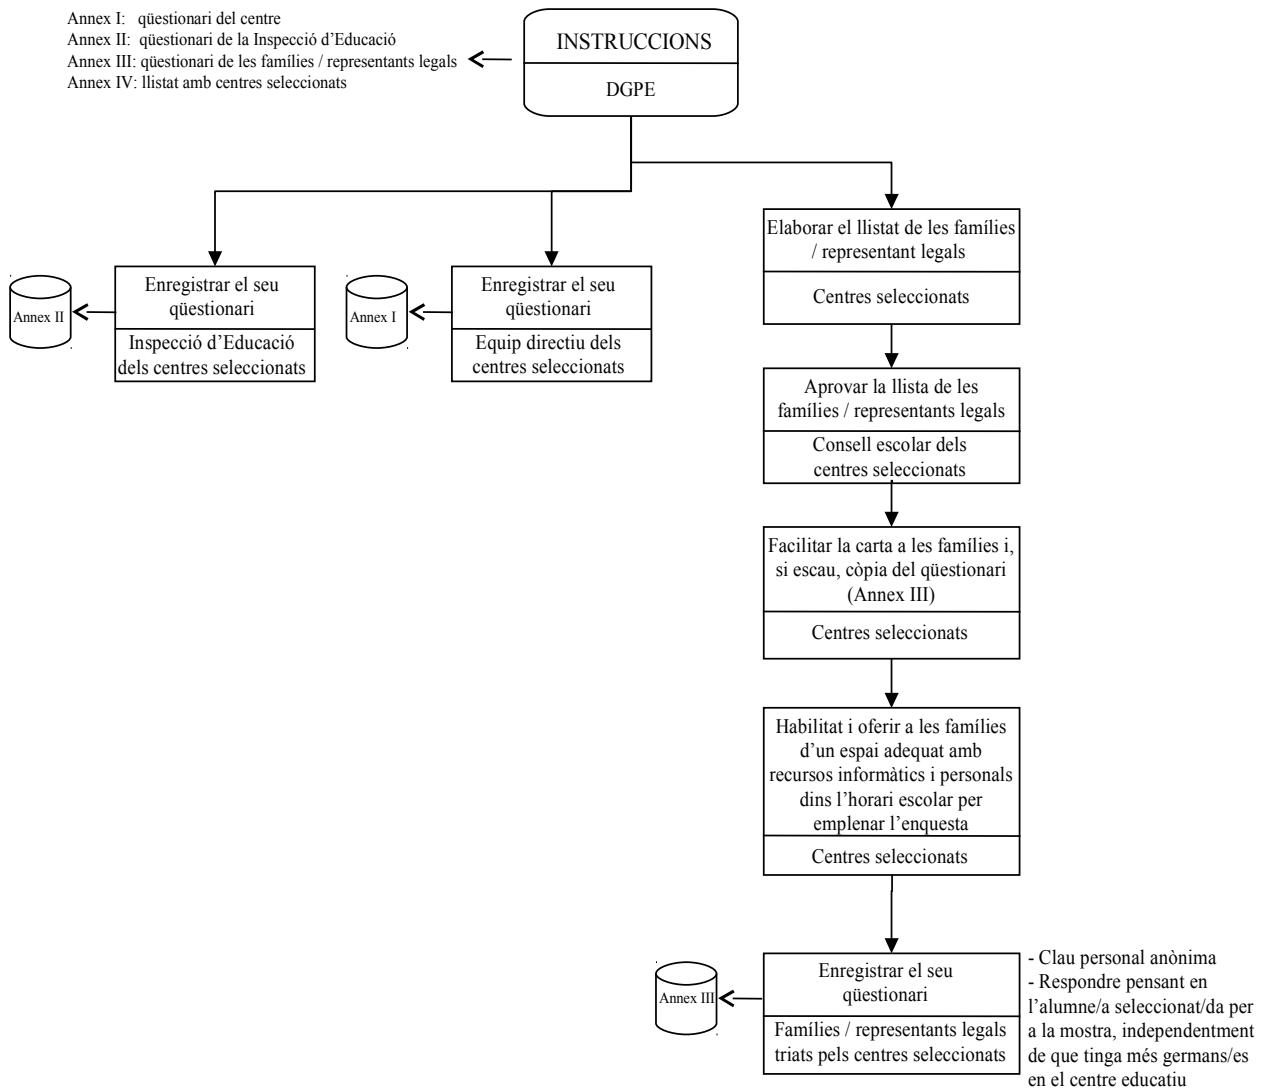 Annex I: qüestionari del centre
Annex II: qüestionari de la Inspecció d'Educació
Annex III: qüestionari de les famílies / representants legals
Annex IV: llistat amb centres seleccionats
INSTRUCCIONS
DGPE
Enregistrar el seu
qüestionari
Inspecció d'Educació
dels centres seleccionats
Annex II
Enregistrar el seu
qüestionari
Equip directiu dels
centres seleccionats
Annex I
Elaborar el llistat de les famílies
/ representant legals
Centres seleccionats
Aprovar la llista de les
famílies / representants legals
Consell escolar dels
centres seleccionats
Facilitar la carta a les famílies i,
si escau, còpia del qüestionari
(Annex III)
Centres seleccionats
Habilitat i oferir a les famílies
d'un espai adequat amb
recursos informàtics i personals
dins l'horari escolar per
emplenar l'enquesta
Centres seleccionats
Enregistrar el seu
qüestionari
Famílies / representants legals
triats pels centres seleccionats
Annex III
- Clau personal anònima
- Respondre pensant en
l'alumne/a seleccionat/da per
a la mostra, independentment
de que tinga més germans/es
en el centre educatiu